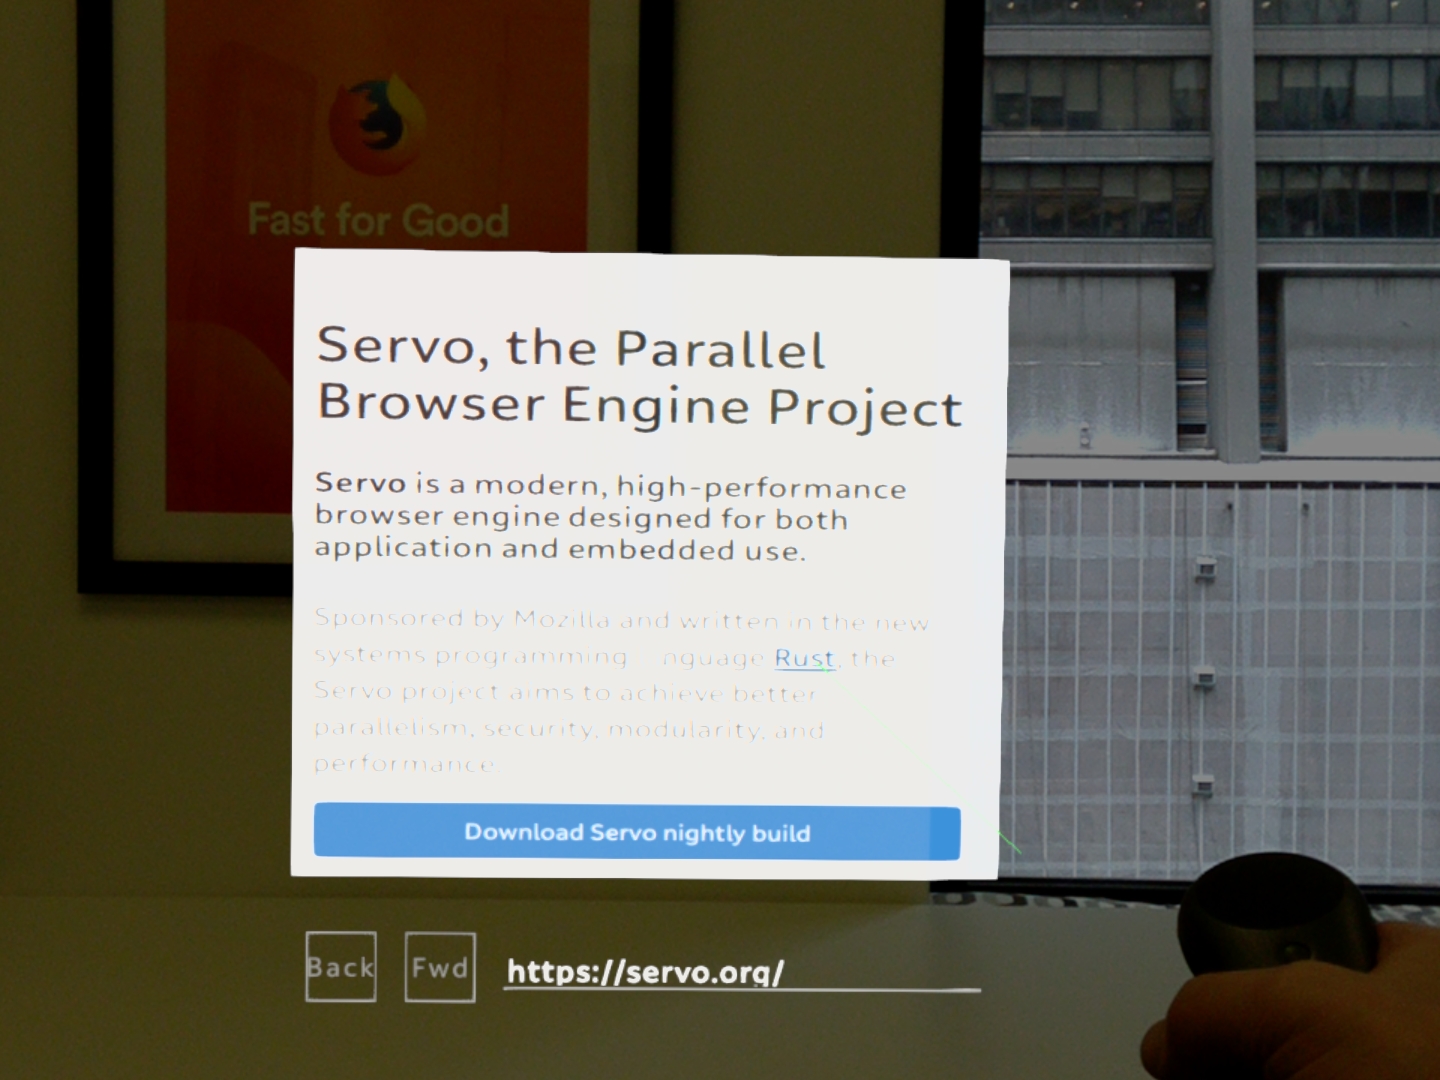 Fast for Good
Servo, the Parallel
Browser Engine Project
Servo is a modern, high-performance
browser engine designed for both
application and embedded use.
Sponsored by Mozilla and written in the new
systems programming nguage Rust, the
Servo project aims to achieve better
parallelism, security, modularity, and
performance
Download Servo nightly build
Back Fwd https://servo.org/